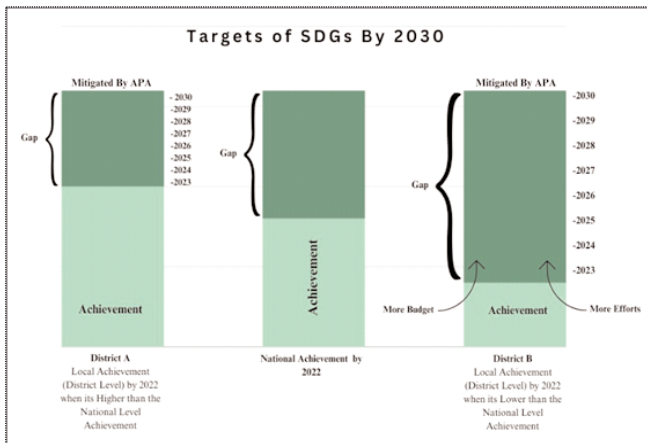 Targets of SDGs By 2030
Mitigated By APA
Gap
- 2030
-2029
-2028
-2027
-2026
-2025
-2024
-2023
Achievement
District A
Local Achievement
(District Level) by 2022
when its Higher than the
National Level
Achievement
Gap
Achievement
National Achievement by
2022
Mitigated By APA
Gap
-2030
-2029
-2028
-2027
-2026
-2025
-2024
-2023
More Budget
More Efforts
Achievement
District B
Local Achievement
(District Level) by 2022
when its Lower than the
National Level
Achievement